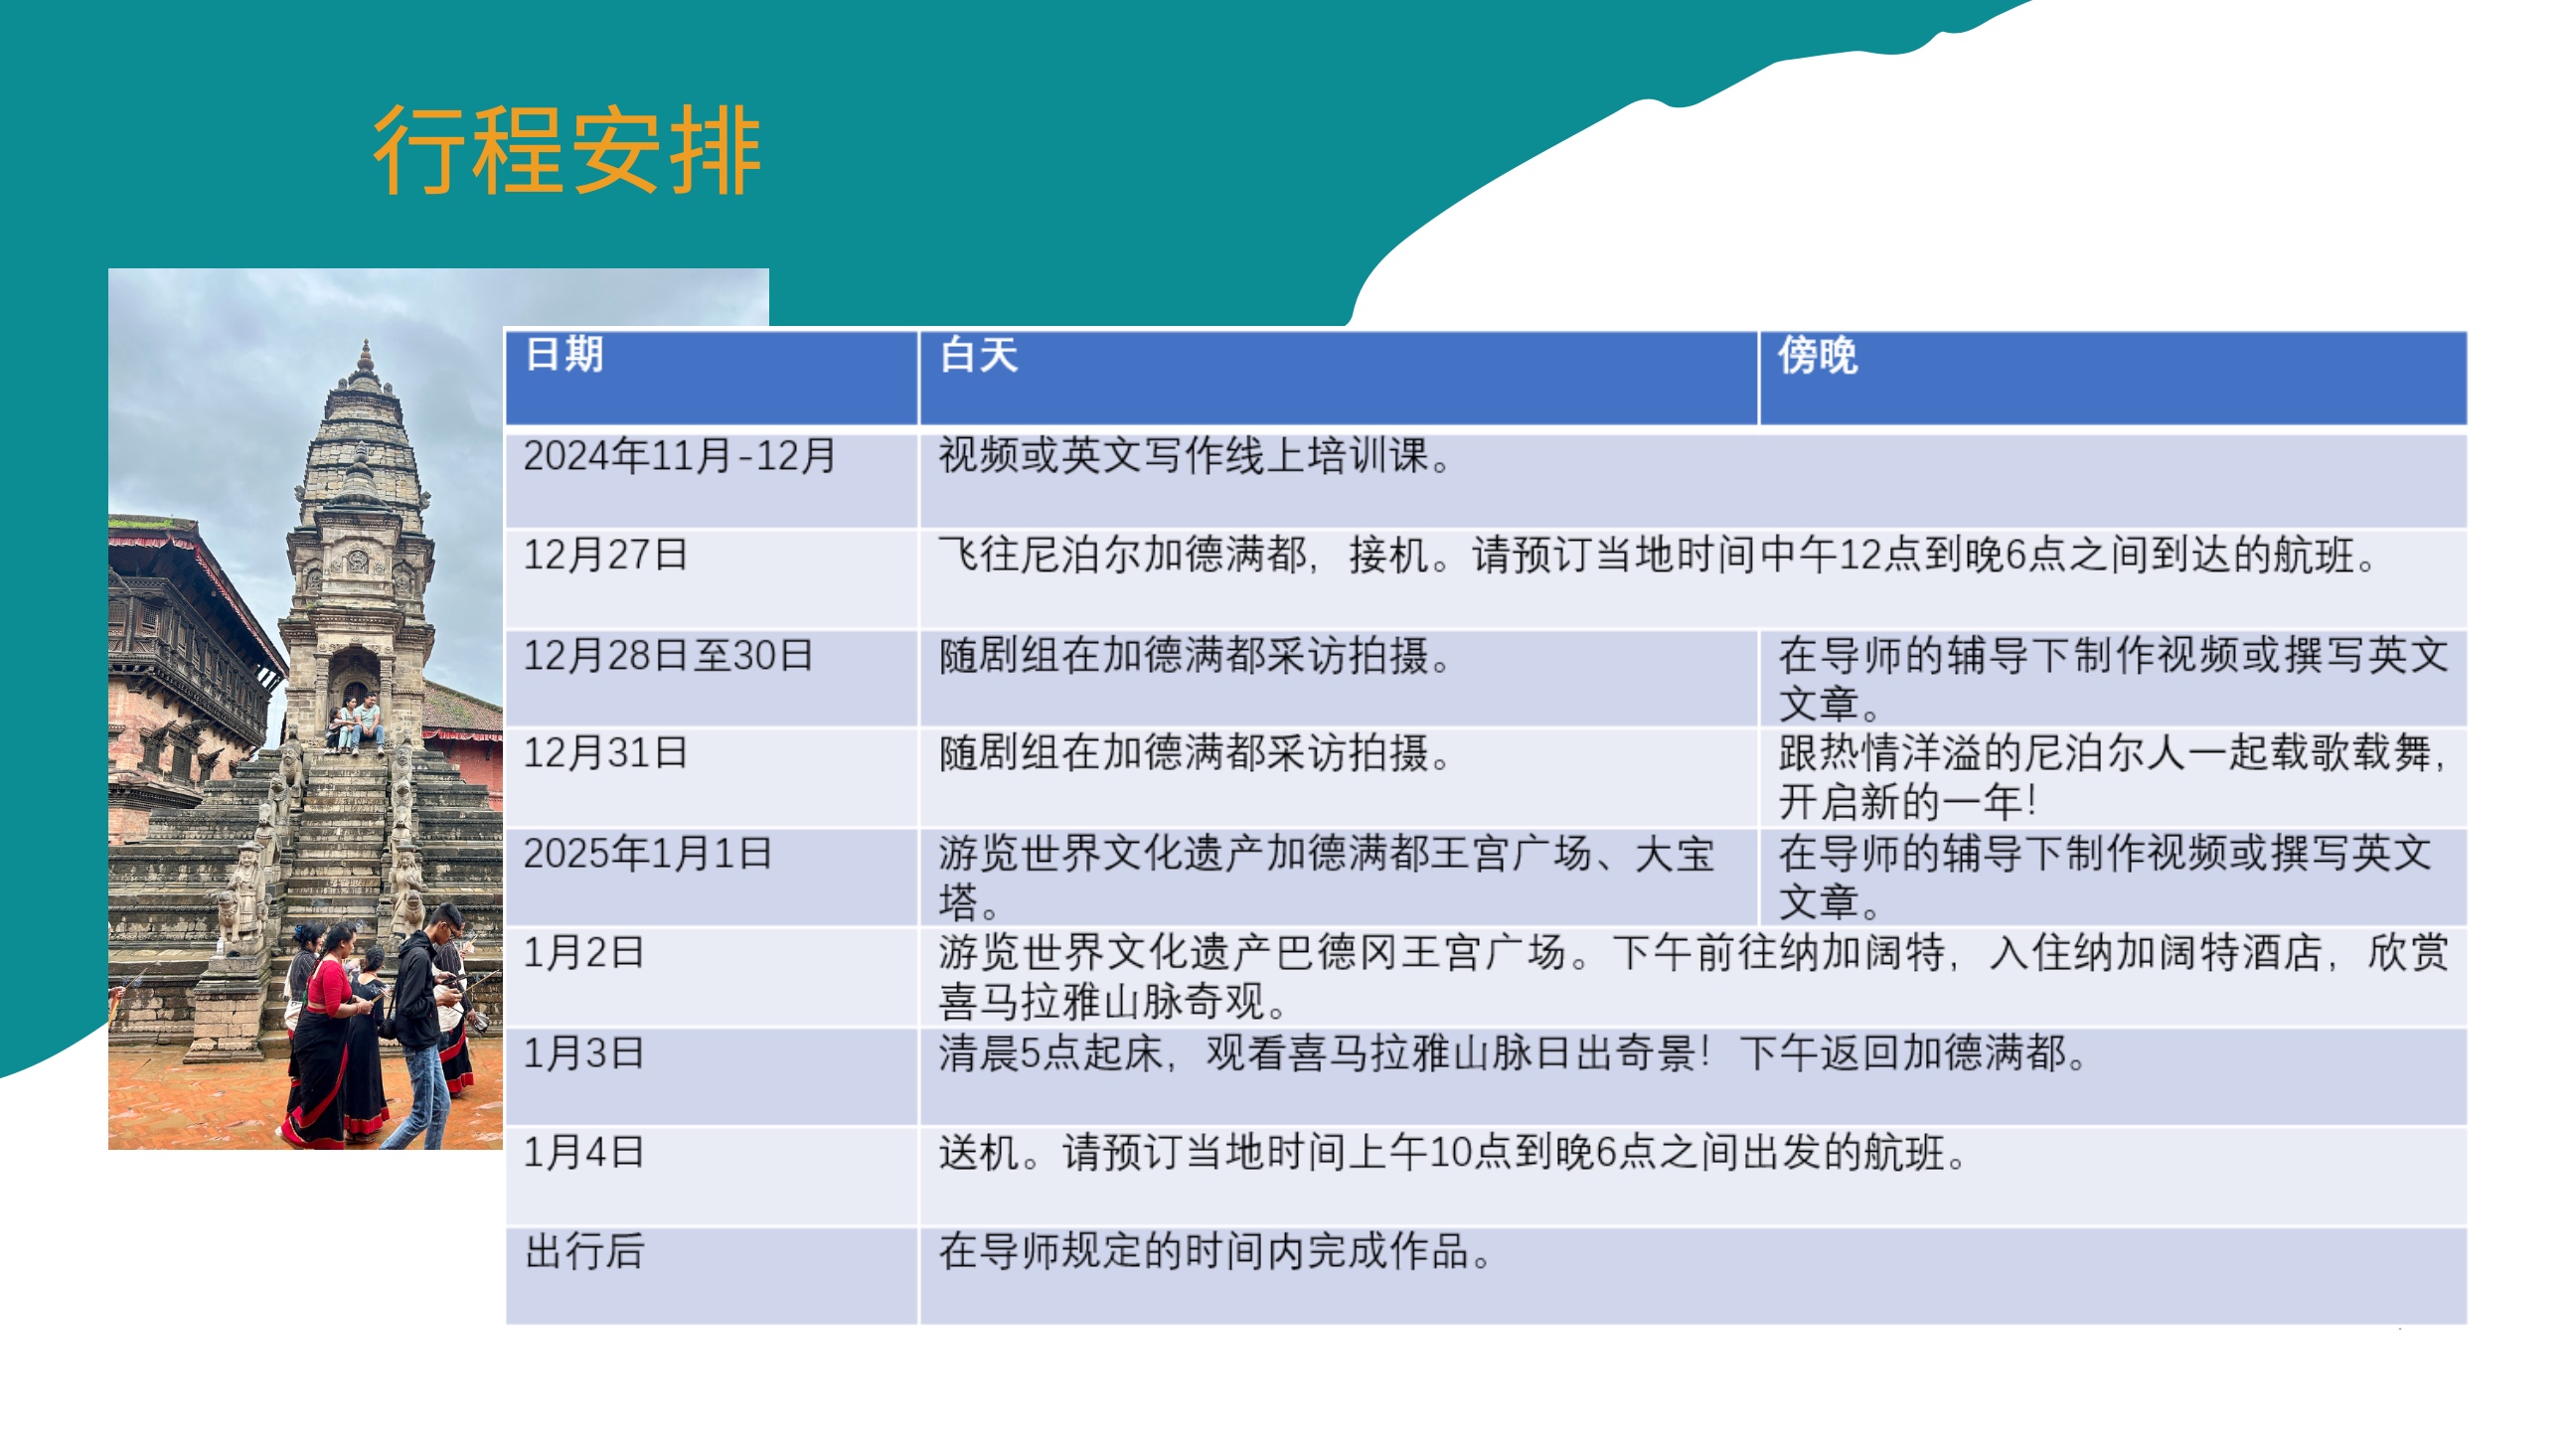 行程安排
日期 白天 傍晚
2024年11月-12月 视频或英文写作线上培训课。
12月27日 飞往尼泊尔加德满都，接机。请预订当地时间中午12点到晚6点之间到达的航班。
12月28日至30日 随剧组在加德满都采访拍摄。 在导师的辅导下制作视频或撰写英文
文章。
12月31日 随剧组在加德满都采访拍摄。 跟热情洋溢的尼泊尔人一起载歌载舞，
开启新的一年！
2025年1月1日 游览世界文化遗产加德满都王宫广场、大宝 在导师的辅导下制作视频或撰写英文
塔。 文章。
1月2日 游览世界文化遗产巴德冈王宫广场。下午前往纳加阔特，入住纳加阔特酒店，欣赏
喜马拉雅山脉奇观。
1月3日 清晨5点起床，观看喜马拉雅山脉日出奇景！下午返回加德满都。
1月4日 送机。请预订当地时间上午10点到晚6点之间出发的航班。
出行后 在导师规定的时间内完成作品。